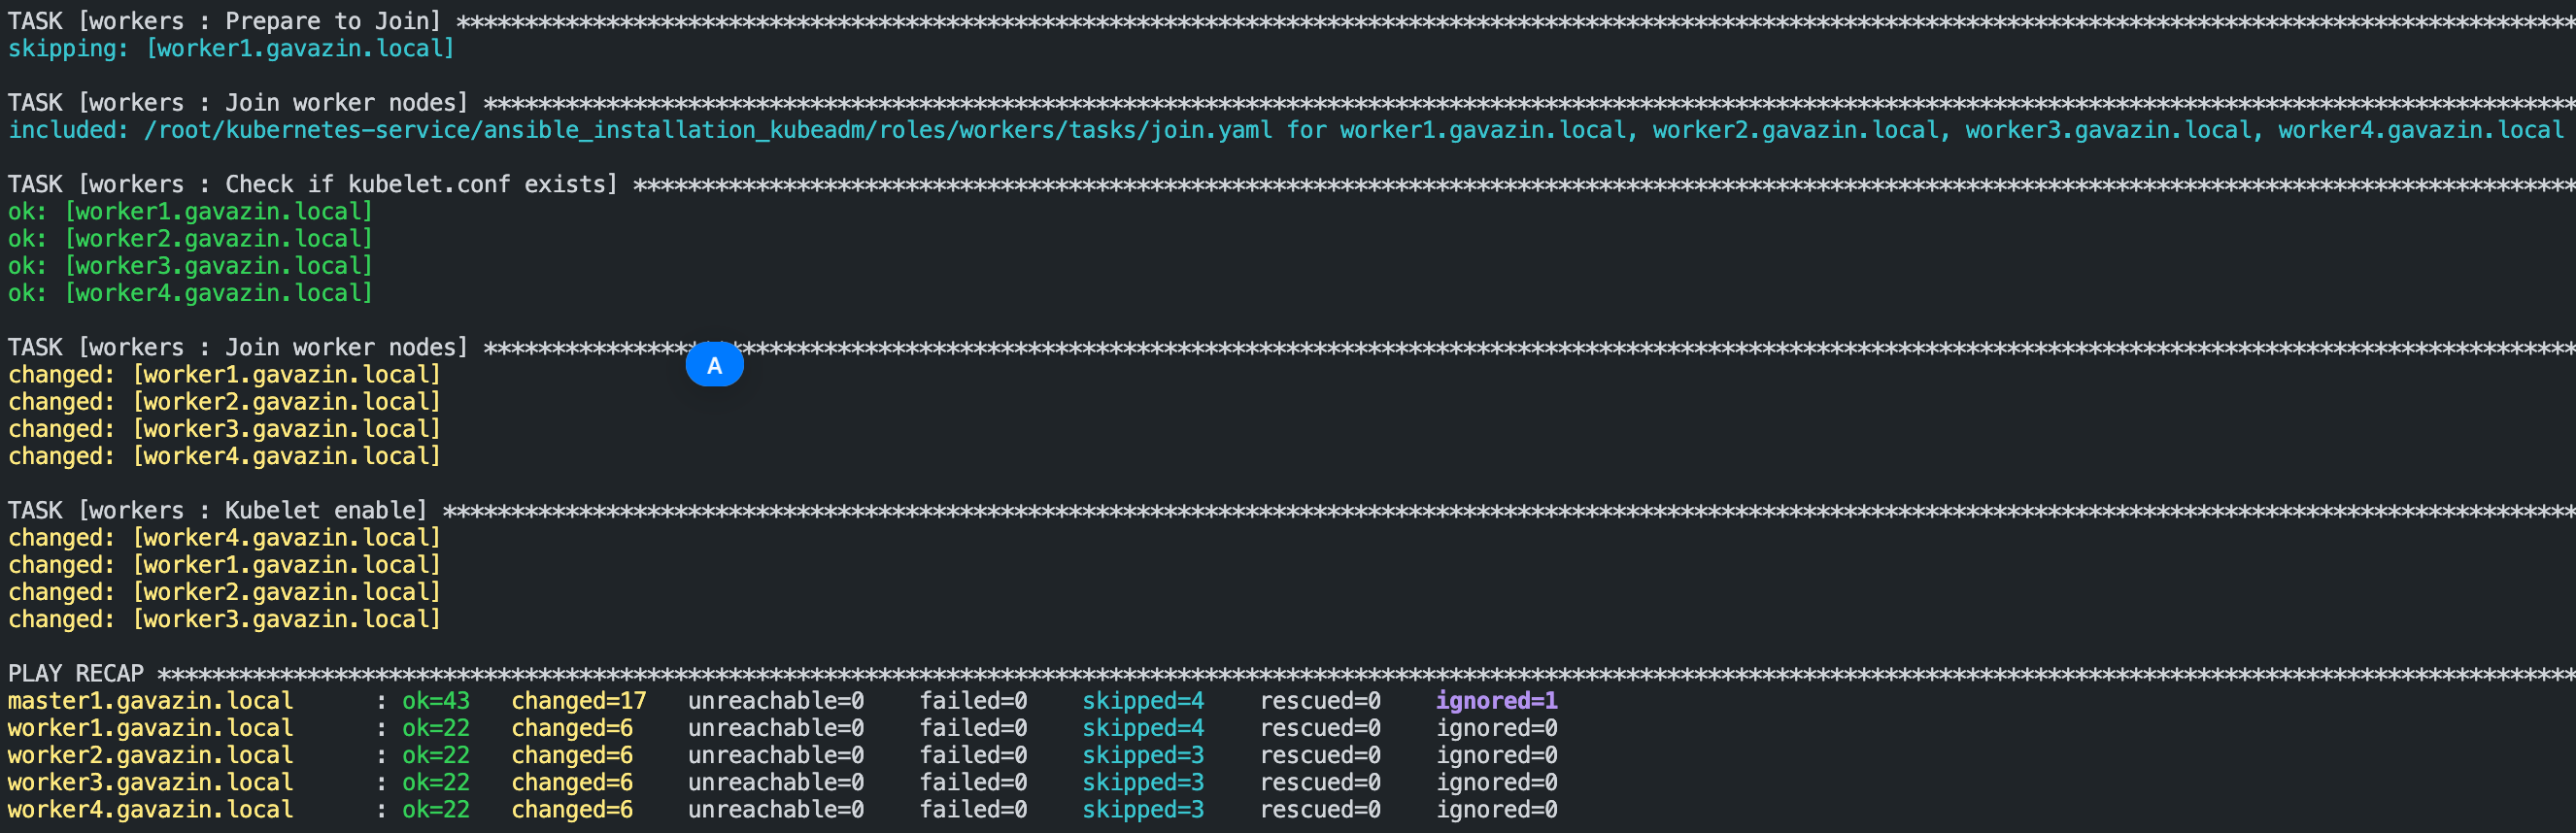 TASK [workers : Prepare to Join] ****************************************************************************************************************************************************************
skipping: [worker1.gavazin.local]
TASK [workers : Join worker nodes] **************************************************************************************************************************************************************
included: /root/kubernetes-service/ansible_installation_kubeadm/roles/workers/tasks/join.yaml for worker1.gavazin.local, worker2.gavazin.local, worker3.gavazin.local, worker4.gavazin.local
TASK [workers : Check if kubelet.conf exists] ***************************************************************************************************************************************************
ok: [worker1.gavazin.local]
ok: [worker2.gavazin.local]
ok: [worker3.gavazin.local]
ok: [worker4.gavazin.local]
TASK [workers : Join worker nodes] **************************************************************************************************************************************************************
A
changed: [worker1.gavazin.local]
changed: [worker2.gavazin.local]
changed: [worker3.gavazin.local]
changed: [worker4.gavazin.local]
TASK [workers : Kubelet enable] *****************************************************************************************************************************************************************
changed: [worker4.gavazin.local]
changed: [worker1.gavazin.local]
changed: [worker2.gavazin.local]
changed: [worker3.gavazin.local]
PLAY RECAP **************************************************************************************************************************************************************************************
master1.gavazin.local      : ok=43   changed=17   unreachable=0    failed=0    skipped=4    rescued=0    ignored=1
worker1.gavazin.local      : ok=22   changed=6    unreachable=0    failed=0    skipped=4    rescued=0    ignored=0
worker2.gavazin.local      : ok=22   changed=6    unreachable=0    failed=0    skipped=3    rescued=0    ignored=0
worker3.gavazin.local      : ok=22   changed=6    unreachable=0    failed=0    skipped=3    rescued=0    ignored=0
worker4.gavazin.local      : ok=22   changed=6    unreachable=0    failed=0    skipped=3    rescued=0    ignored=0